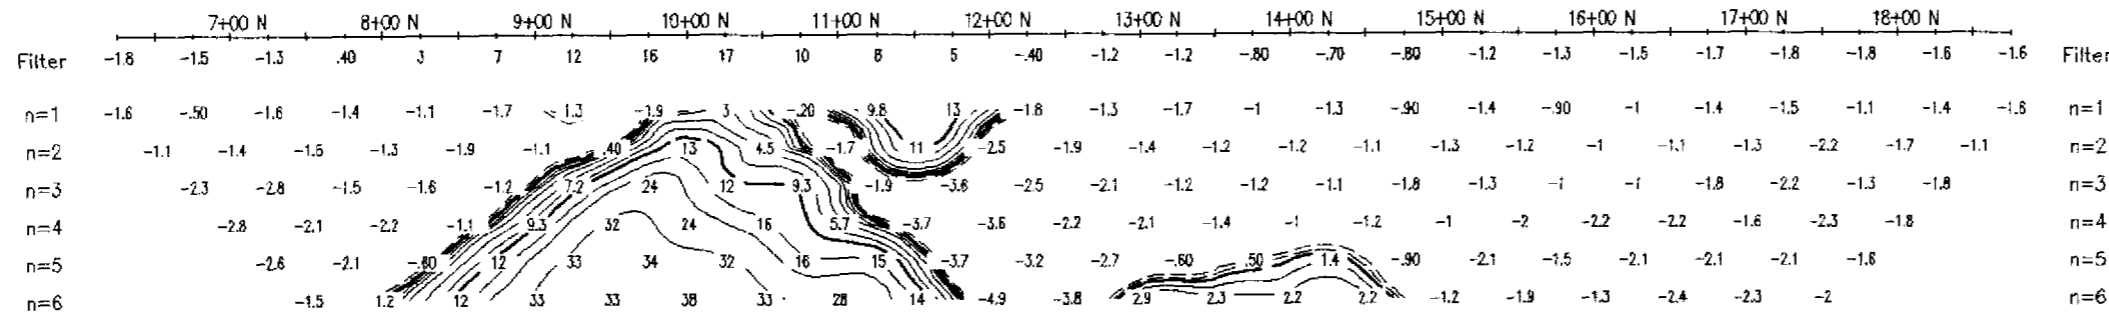 7+00 N 8+00 N 9+00 N 10+00 N 11+00 N 12+00 N 13+00 N 14+00 N 15+00 N 16+00 N 17+00 N 18+00 N
Filter -1.8 -1.5 -1.3 .40 3 7 12 16 17 10 8 5 -.40 -1.2 -1.2 -.80 -.70 -.80 -1.2 -1.3 -1.5 -1.7 -1.8 -1.8 -1.6 -1.6 Filter
n=1 -1.6 -.50 -1.6 -1.4 -1.1 -1.7 1.3 -1.9 3 -.20 9.8 13 -1.8 -1.3 -1.7 -1 -1.3 -.90 -1.4 -.90 -1 -1.4 -1.5 -1.1 -1.4 -1.6 n=1
n=2 -1.1 -1.4 -1.6 -1.3 -1.9 -1.1 .40 13 4.5 -1.7 11 -2.5 -1.9 -1.4 -1.2 -1.2 -1.1 -1.3 -1.2 -1 -1.1 -1.3 -2.2 -1.7 -1.1 n=2
n=3 -2.3 -2.8 -1.5 -1.6 -1.2 7.2 24 12 9.3 -1.9 -3.6 -2.5 -2.1 -1.2 -1.2 -1.1 -1.8 -1.3 -1 -1 -1.8 -2.2 -1.3 -1.8 n=3
n=4 -2.8 -2.1 -2.2 -1.1 9.3 32 24 16 5.7 -3.7 -3.6 -2.2 -2.1 -1.4 -1 -1.2 -1 -2 -2.2 -2.2 -1.6 -2.3 -1.8 n=4
n=5 -2.6 -2.1 -.80 12 33 34 32 16 15 -3.7 -3.2 -2.7 -.60 .50 1.4 -.90 -2.1 -1.5 -2.1 -2.1 -2.1 -1.6 n=5
n=6 -1.5 1.2 12 33 33 38 33 28 14 -4.9 -3.8 2.9 2.3 2.2 2.2 -1.2 -1.9 -1.3 -2.4 -2.3 -2 n=6